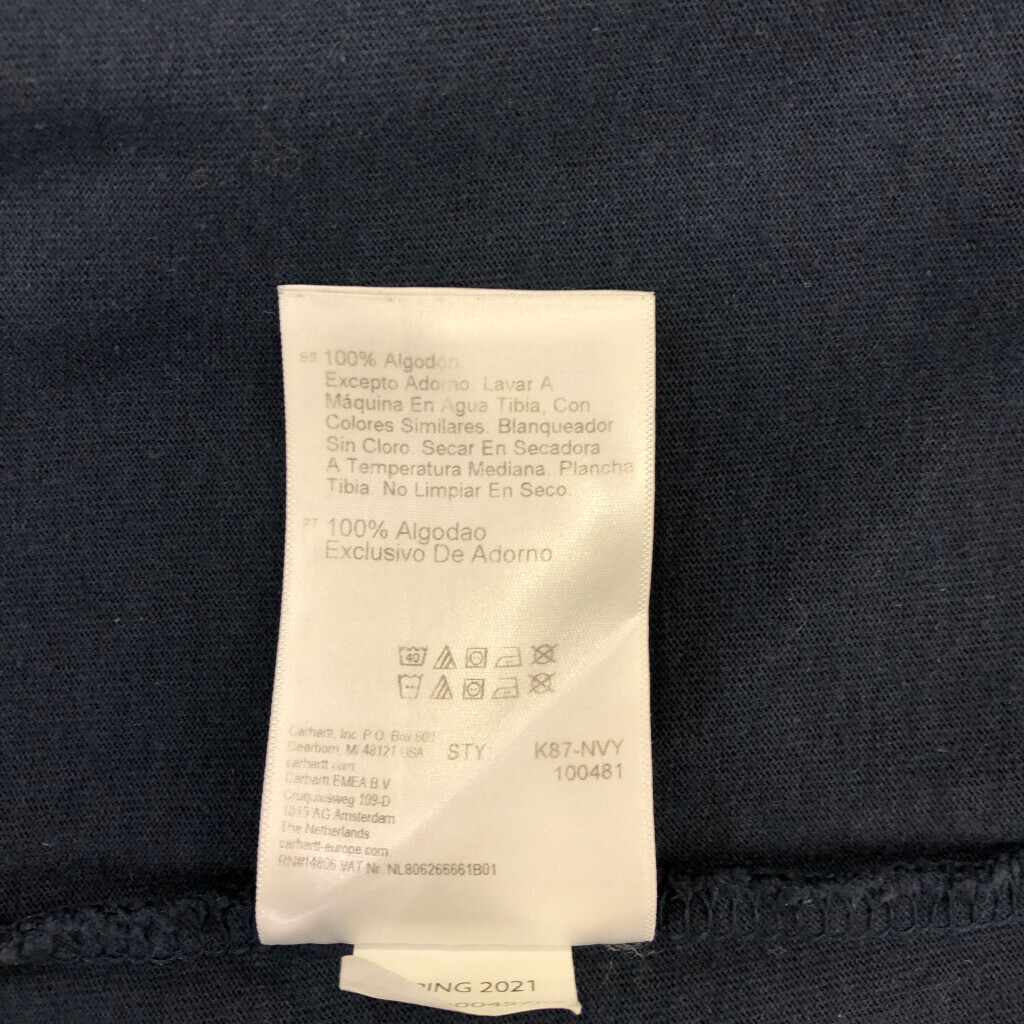 ES 100% Algodón
Excepto Adorno. Lavar A
Máquina En Agua Tibia, Con
Colores Similares. Blanqueador
Sin Cloro. Secar En Secadora
A Temperatura Mediana. Plancha
Tibia. No Limpiar En Seco.
PT 100% Algodao
Exclusivo De Adorno
40
Carhartt, Inc. P.O. Box 600
Dearborn, MI 48121 USA
carhartt.com
Carhartt EMEA B.V
Cruquiusweg 109-D
1019 AG Amsterdam
The Netherlands
carhartt-europe.com
RN#14806 VAT Nr. NL806266661B01
STY
K87-NVY
100481
2021